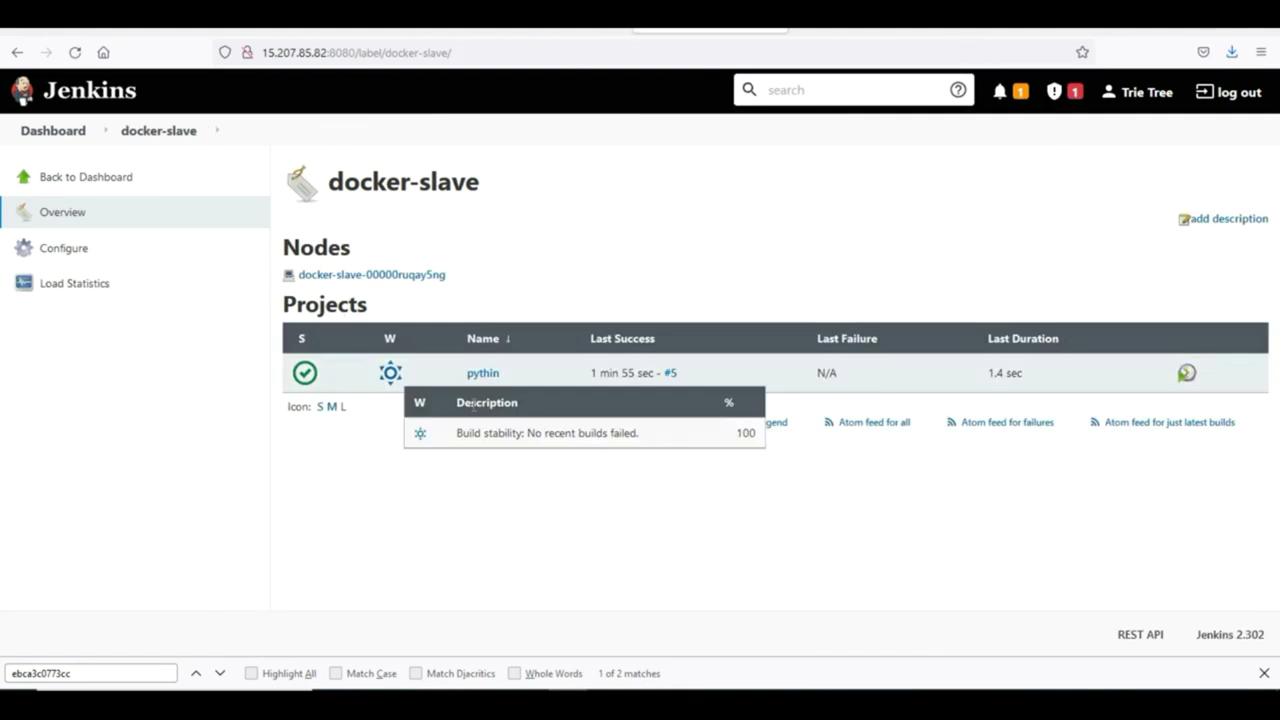 15.207.85.82:8080/label/docker-slave/
Jenkins
search
1
1
Trie Tree
log out
Dashboard
docker-slave
Back to Dashboard
Overview
Configure
Load Statistics
docker-slave
add description
Nodes
docker-slave-00000ruqay5ng
Projects
S W Name ↓ Last Success Last Failure Last Duration
pythin 1 min 55 sec - #5 N/A 1.4 sec
Icon: S M L
W Description %
Build stability: No recent builds failed. 100
gend Atom feed for all Atom feed for failures Atom feed for just latest builds
REST API Jenkins 2.302
ebca3c0773cc Highlight All Match Case Match Diacritics Whole Words 1 of 2 matches